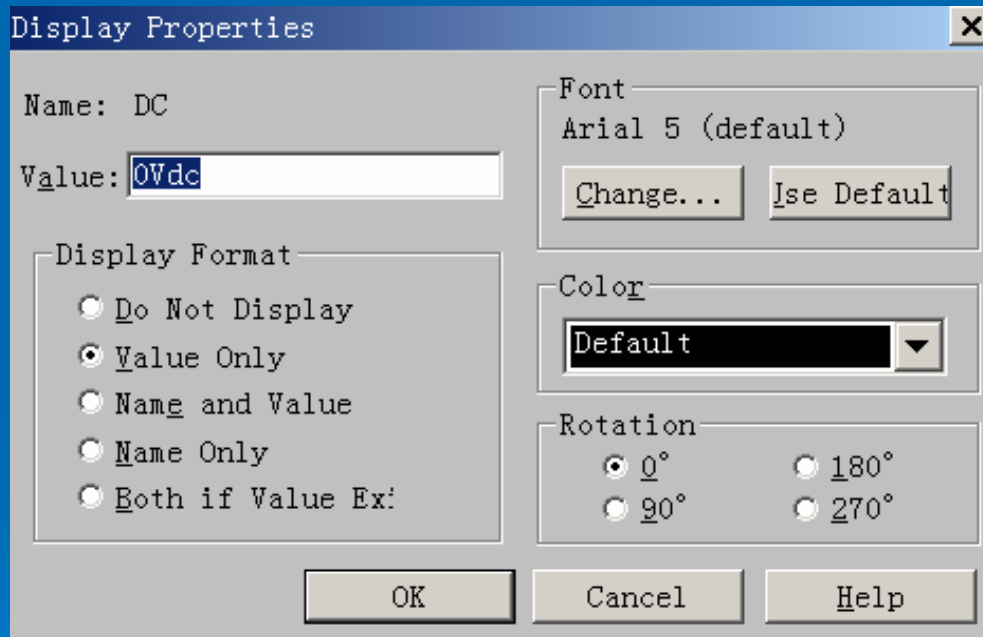 Display Properties
Name: DC
Value: 0Vdc
Display Format
Do Not Display
Value Only
Name and Value
Name Only
Both if Value Ex
Font
Arial 5 (default)
Change... Use Default
Color
Default
Rotation
0° 180°
90° 270°
OK Cancel Help